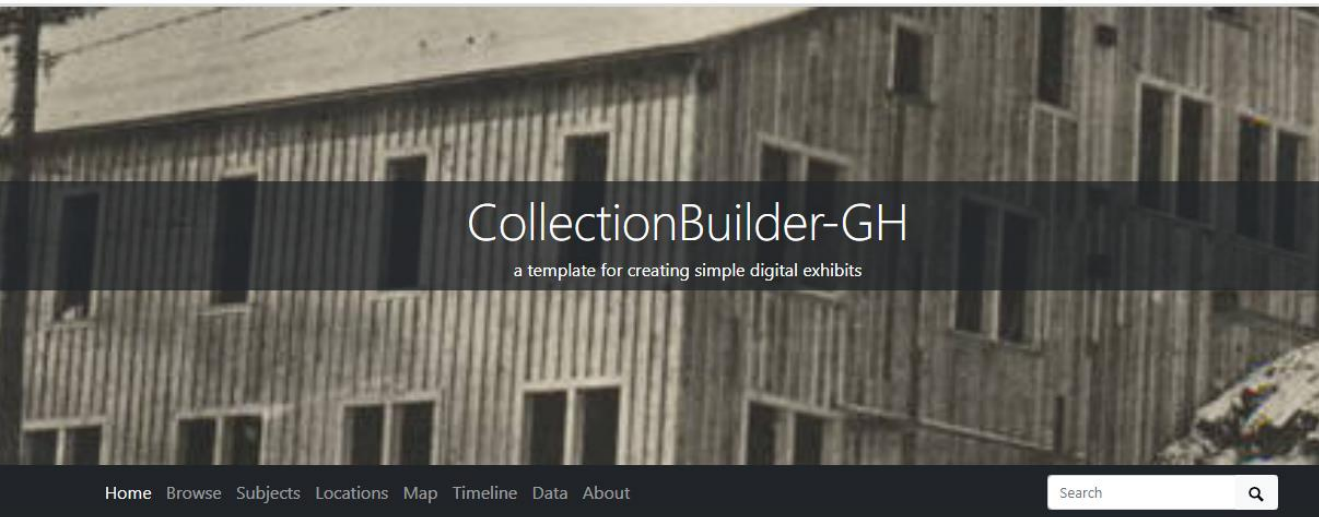 CollectionBuilder-GH
a template for creating simple digital exhibits
Home Browse Subjects Locations Map Timeline Data About Search